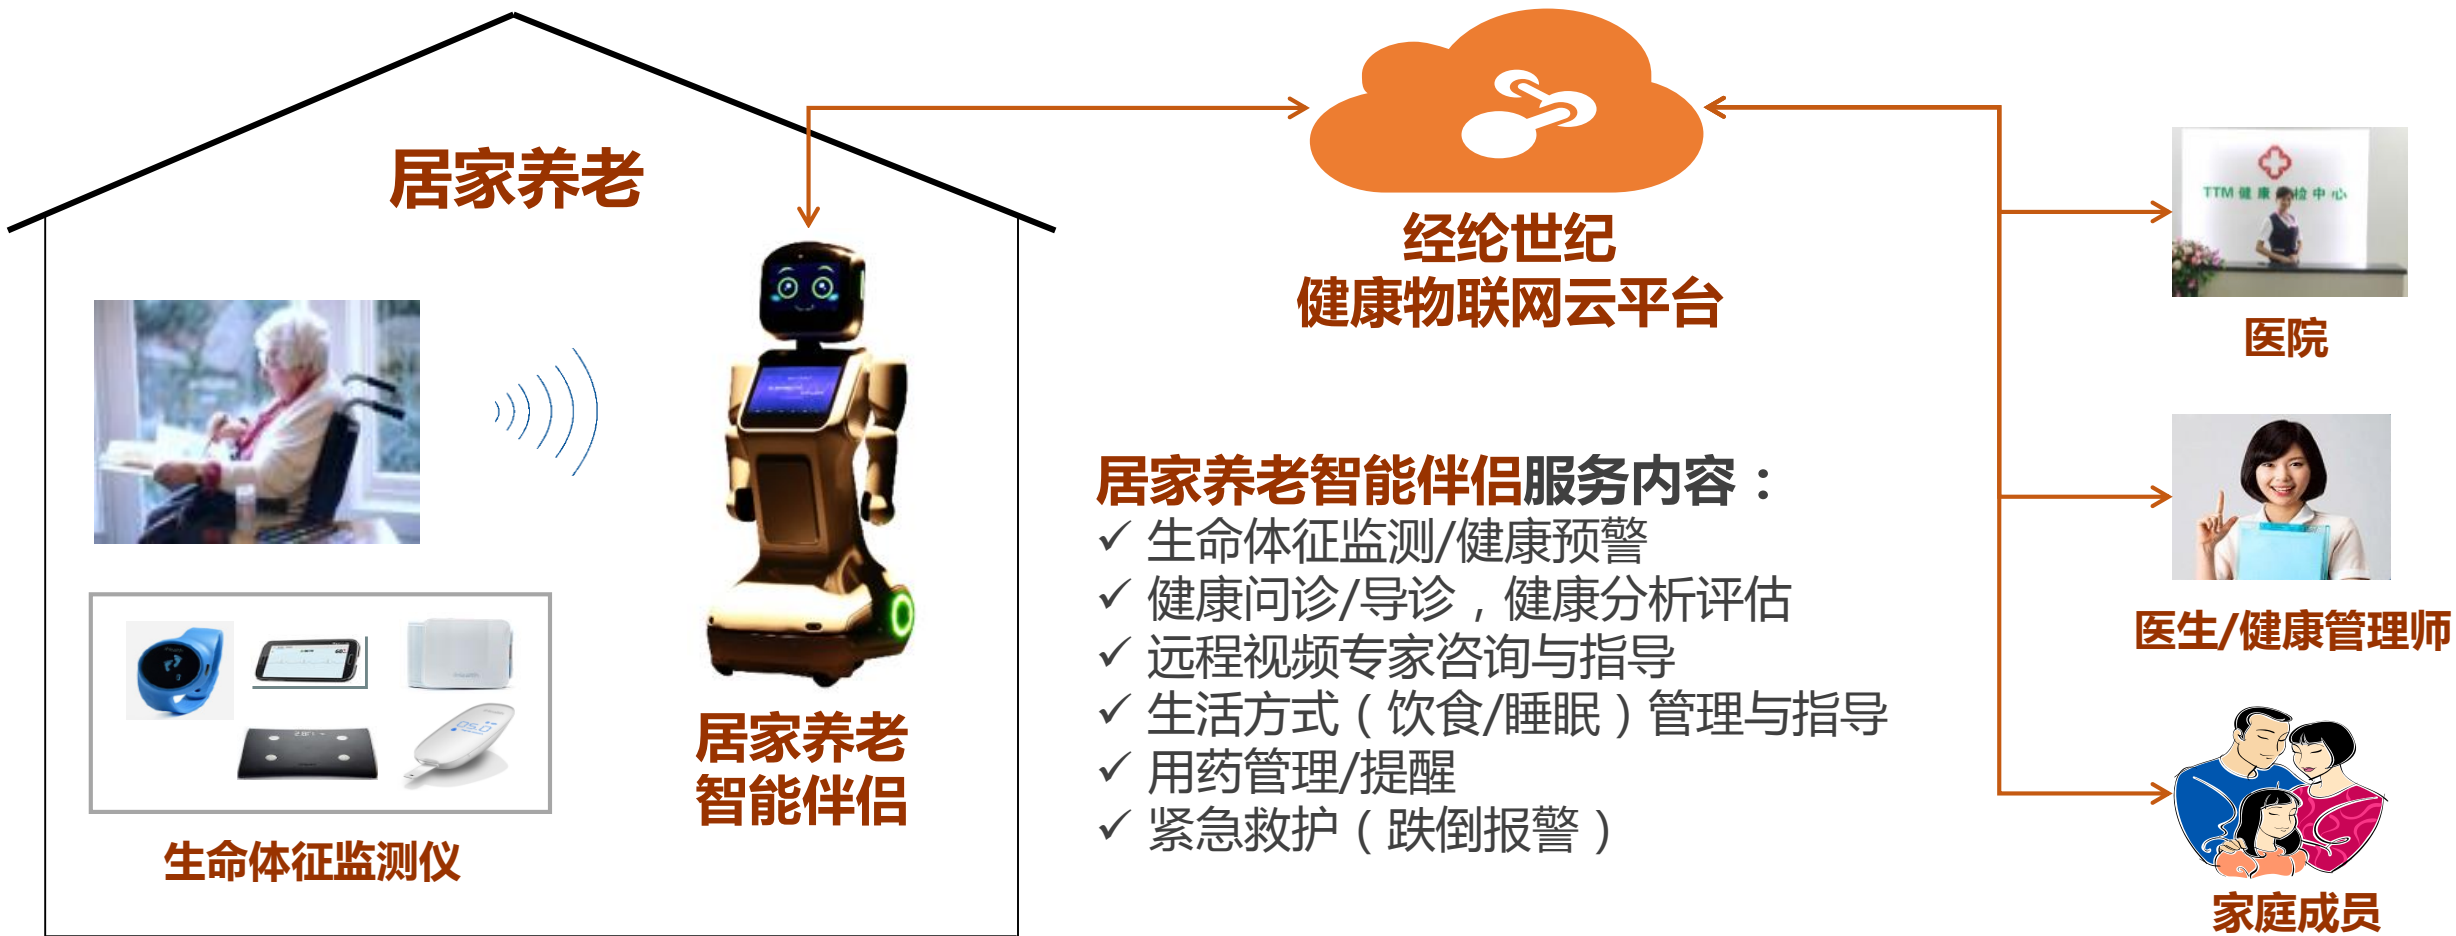 居家养老
生命体征监测仪
居家养老
智能伴侣
经纶世纪
健康物联网云平台
居家养老智能伴侣服务内容：
✓ 生命体征监测/健康预警
✓ 健康问诊/导诊，健康分析评估
✓ 远程视频专家咨询与指导
✓ 生活方式（饮食/睡眠）管理与指导
✓ 用药管理/提醒
✓ 紧急救护（跌倒报警）
TTM 健康 检中心
医院
医生/健康管理师
家庭成员